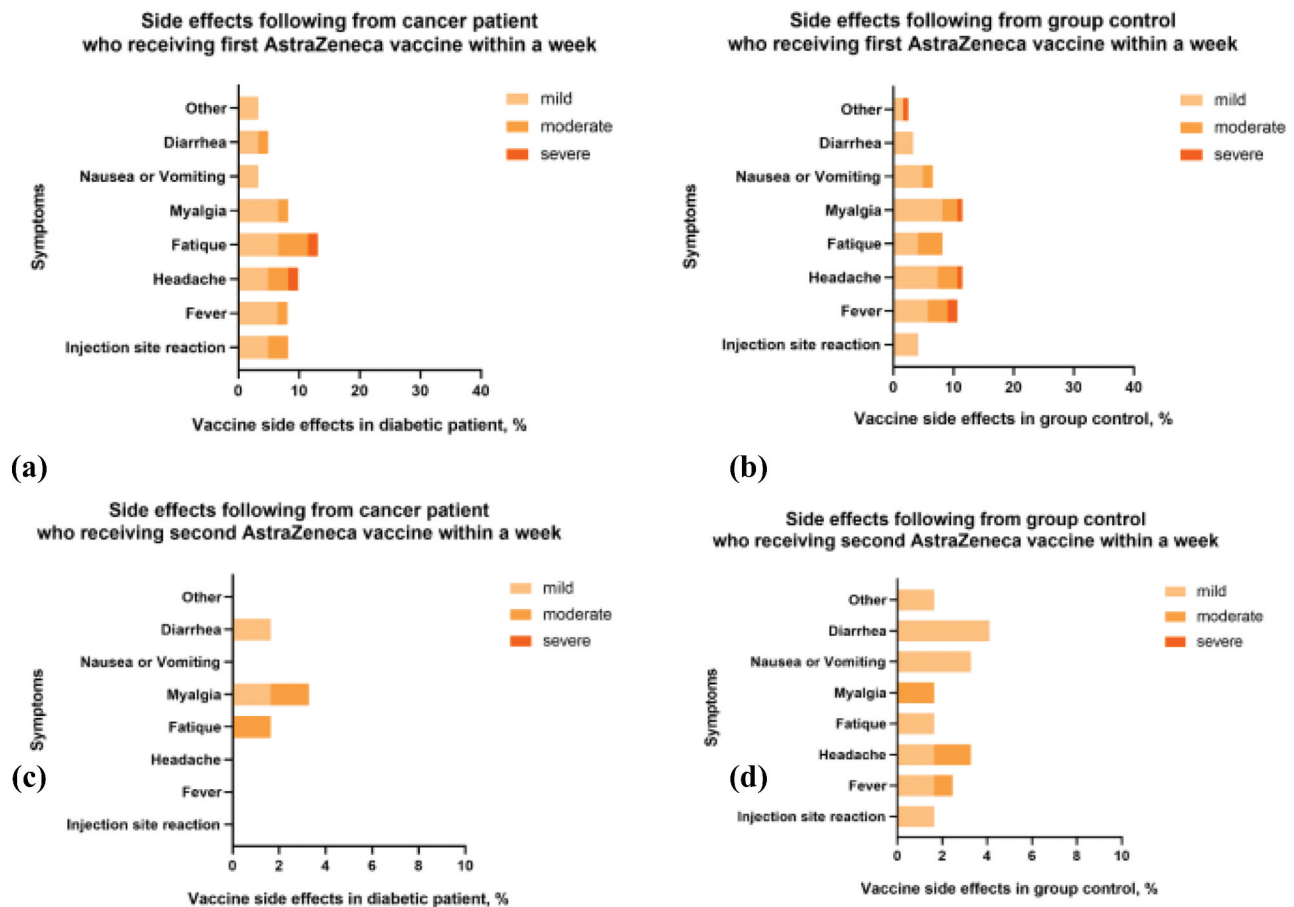 Side effects following from cancer patient
who receiving first AstraZeneca vaccine within a week
mild
moderate
severe
Symptoms
Other
Diarrhea
Nausea or Vomiting
Myalgia
Fatique
Headache
Fever
Injection site reaction
0 10 20 30 40
Vaccine side effects in diabetic patient, %
(a)
Side effects following from group control
who receiving first AstraZeneca vaccine within a week
mild
moderate
severe
Symptoms
Other
Diarrhea
Nausea or Vomiting
Myalgia
Fatique
Headache
Fever
Injection site reaction
0 10 20 30 40
Vaccine side effects in group control, %
(b)
Side effects following from cancer patient
who receiving second AstraZeneca vaccine within a week
mild
moderate
severe
Symptoms
Other
Diarrhea
Nausea or Vomiting
Myalgia
Fatique
Headache
Fever
Injection site reaction
0 2 4 6 8 10
Vaccine side effects in diabetic patient, %
(c)
Side effects following from group control
who receiving second AstraZeneca vaccine within a week
mild
moderate
severe
Symptoms
Other
Diarrhea
Nausea or Vomiting
Myalgia
Fatique
Headache
Fever
Injection site reaction
0 2 4 6 8 10
Vaccine side effects in group control, %
(d)